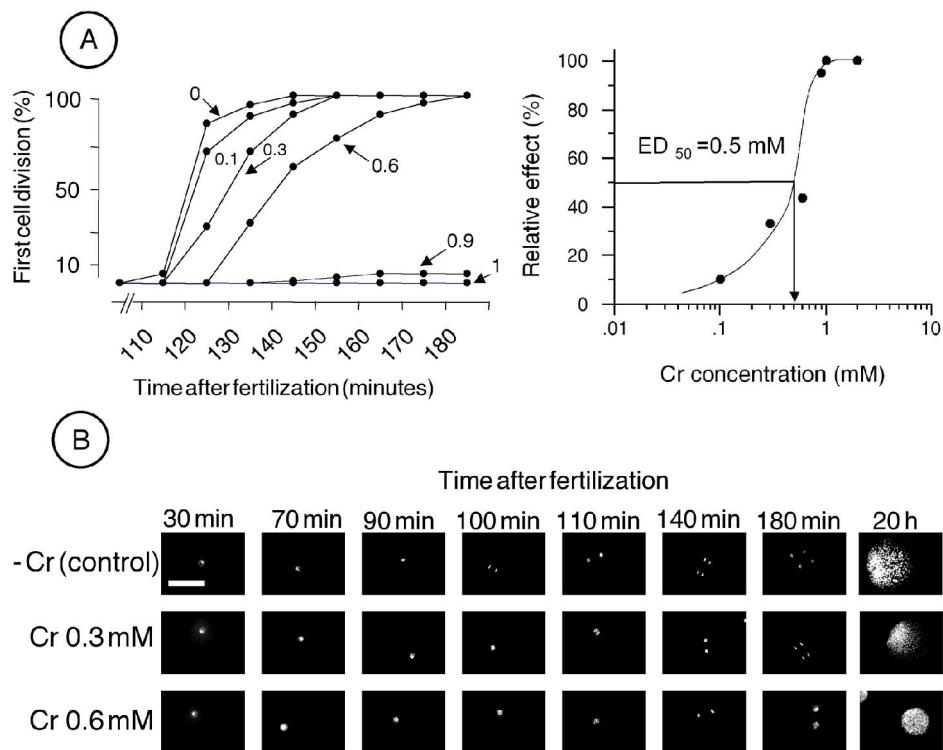 A
First cell division (%)
100
50
10
0
0.1
0.3
0.6
0.9
1
110
120
130
140
150
160
170
180
Time after fertilization (minutes)
Relative effect (%)
100
80
60
40
20
0
ED 50 =0.5 mM
.01
.1
1
10
Cr concentration (mM)
B
Time after fertilization
30 min 70 min 90 min 100 min 110 min 140 min 180 min 20 h
- Cr (control)
Cr 0.3 mM
Cr 0.6 mM